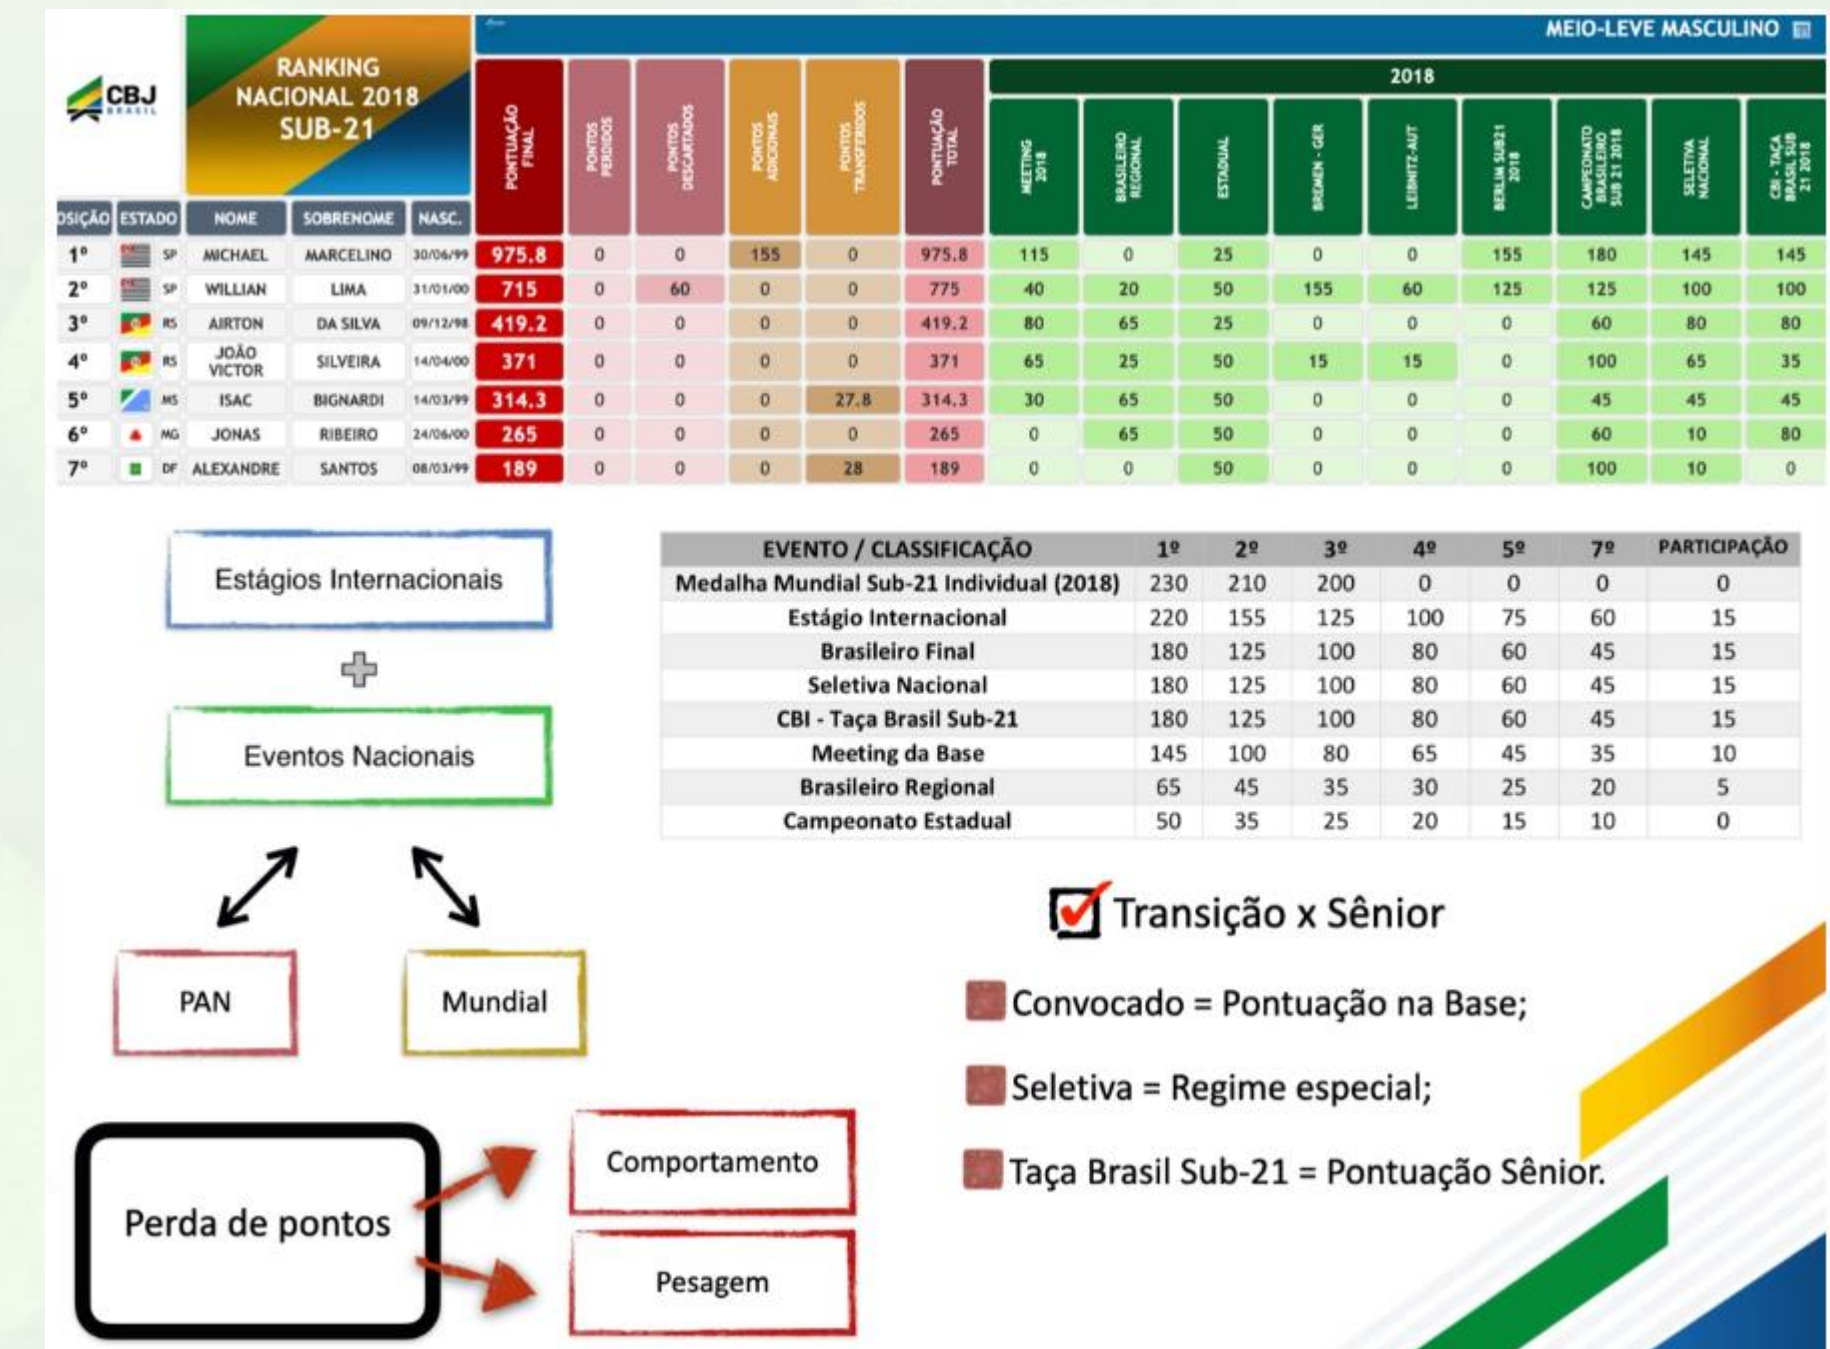 MEIO-LEVE MASCULINO
CBJ
BRASIL
RANKING
NACIONAL 2018
SUB-21
2018
PONTUAÇÃO FINAL
PONTOS PERDIDOS
PONTOS DESCARTADOS
PONTOS ADICIONAIS
PONTOS TRANSFERIDOS
PONTUAÇÃO TOTAL
MEETING 2018
BRASILEIRO REGIONAL
ESTADUAL
BREMEN - GER
LEIBNITZ-AUT
BERLIM SUB21 2018
CAMPEONATO BRASILEIRO SUB 21 2018
SELETIVA NACIONAL
CBI - TAÇA BRASIL SUB 21 2018
OSIÇÃO ESTADO NOME SOBRENOME NASC.
1º SP MICHAEL MARCELINO 30/06/99 975.8 0 0 155 0 975.8 115 0 25 0 0 155 180 145 145
2º SP WILLIAN LIMA 31/01/00 715 0 60 0 0 775 40 20 50 155 60 125 125 100 100
3º RS AIRTON DA SILVA 09/12/98 419.2 0 0 0 0 419.2 80 65 25 0 0 0 60 80 80
4º RS JOÃO VICTOR SILVEIRA 14/04/00 371 0 0 0 0 371 65 25 50 15 15 0 100 65 35
5º MS ISAC BIGNARDI 14/03/99 314.3 0 0 0 27.8 314.3 30 65 50 0 0 0 45 45 45
6º MG JONAS RIBEIRO 24/06/00 265 0 0 0 0 265 0 65 50 0 0 0 60 10 80
7º DF ALEXANDRE SANTOS 08/03/99 189 0 0 0 28 189 0 0 50 0 0 0 100 10 0
Estágios Internacionais
Eventos Nacionais
PAN
Mundial
EVENTO / CLASSIFICAÇÃO 1º 2º 3º 4º 5º 7º PARTICIPAÇÃO
Medalha Mundial Sub-21 Individual (2018) 230 210 200 0 0 0 0
Estágio Internacional 220 155 125 100 75 60 15
Brasileiro Final 180 125 100 80 60 45 15
Seletiva Nacional 180 125 100 80 60 45 15
CBI - Taça Brasil Sub-21 180 125 100 80 60 45 15
Meeting da Base 145 100 80 65 45 35 10
Brasileiro Regional 65 45 35 30 25 20 5
Campeonato Estadual 50 35 25 20 15 10 0
Transição x Sênior
Convocado = Pontuação na Base;
Seletiva = Regime especial;
Taça Brasil Sub-21 = Pontuação Sênior.
Perda de pontos
Comportamento
Pesagem